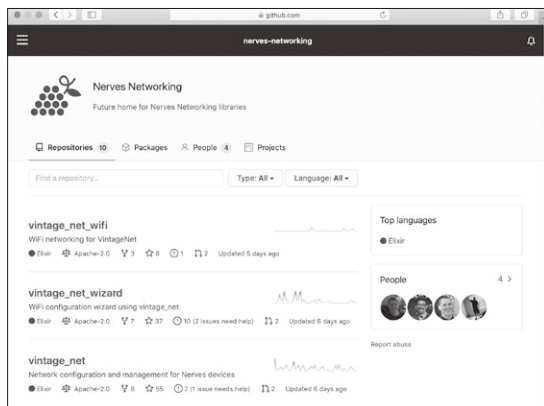 github.com
nerves-networking
Nerves Networking
Future home for Nerves Networking libraries
Repositories 10 Packages People 4 Projects
Find a repository... Type: All Language: All
vintage_net_wifi
WiFi networking for VintageNet
Elixir Apache-2.0 3 8 1 2 Updated 5 days ago
vintage_net_wizard
WiFi configuration wizard using vintage_net
Elixir Apache-2.0 7 37 10 (2 issues need help) 2 Updated 6 days ago
vintage_net
Network configuration and management for Nerves devices
Elixir Apache-2.0 8 55 7 (1 issue needs help) 2 Updated 6 days ago
Top languages
Elixir
People 4 >
Report abuse